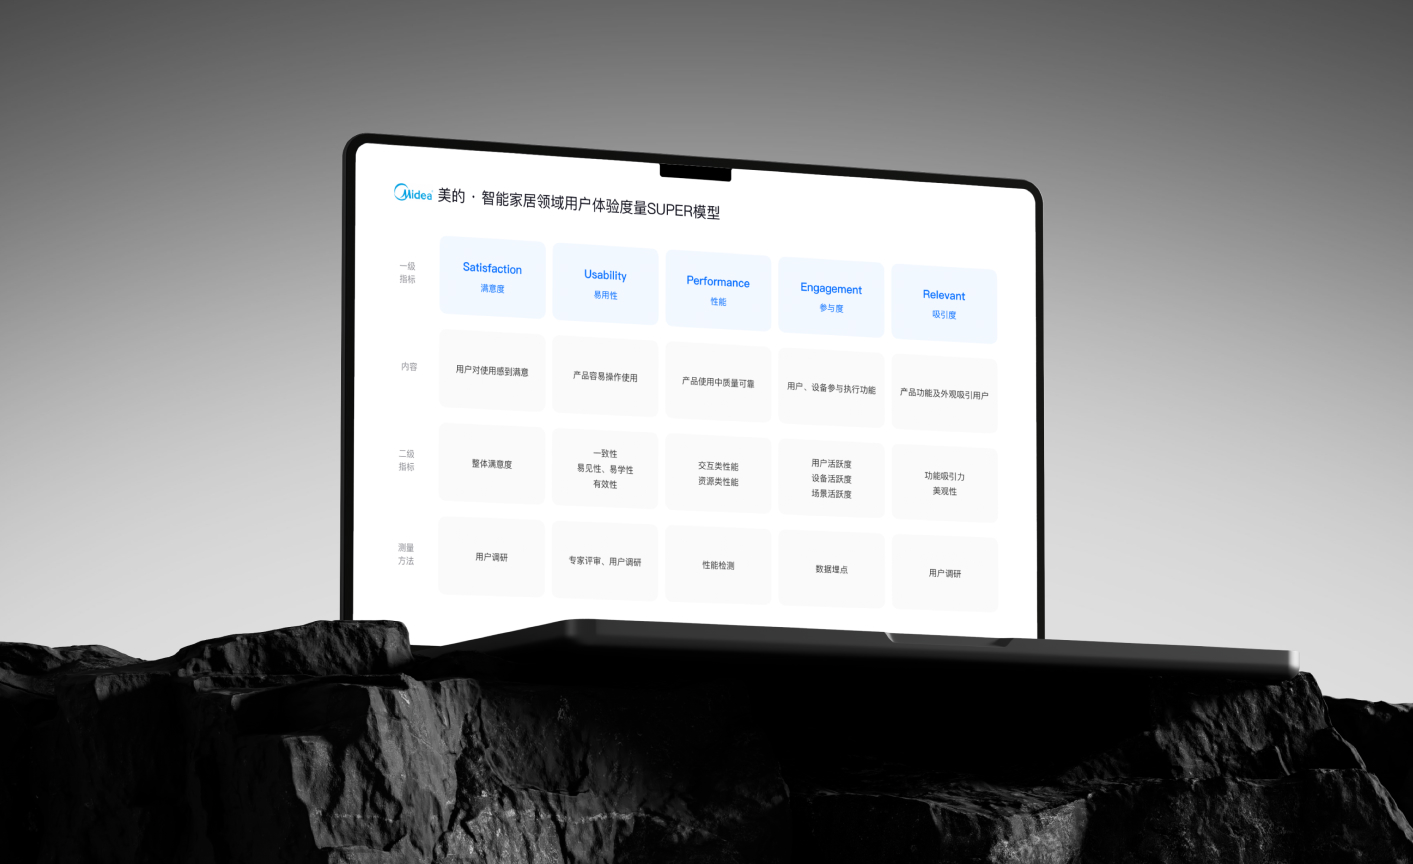 Midea 美的 · 智能家居领域用户体验度量SUPER模型
一级
指标
Satisfaction
满意度
Usability
易用性
Performance
性能
Engagement
参与度
Relevant
吸引度
内容
用户对使用感到满意
产品容易操作使用
产品使用中质量可靠
用户、设备参与执行功能
产品功能及外观吸引用户
二级
指标
整体满意度
一致性
易见性、易学性
有效性
交互类性能
资源类性能
用户活跃度
设备活跃度
场景活跃度
功能吸引力
美观性
测量
方法
用户调研
专家评审、用户调研
性能检测
数据埋点
用户调研